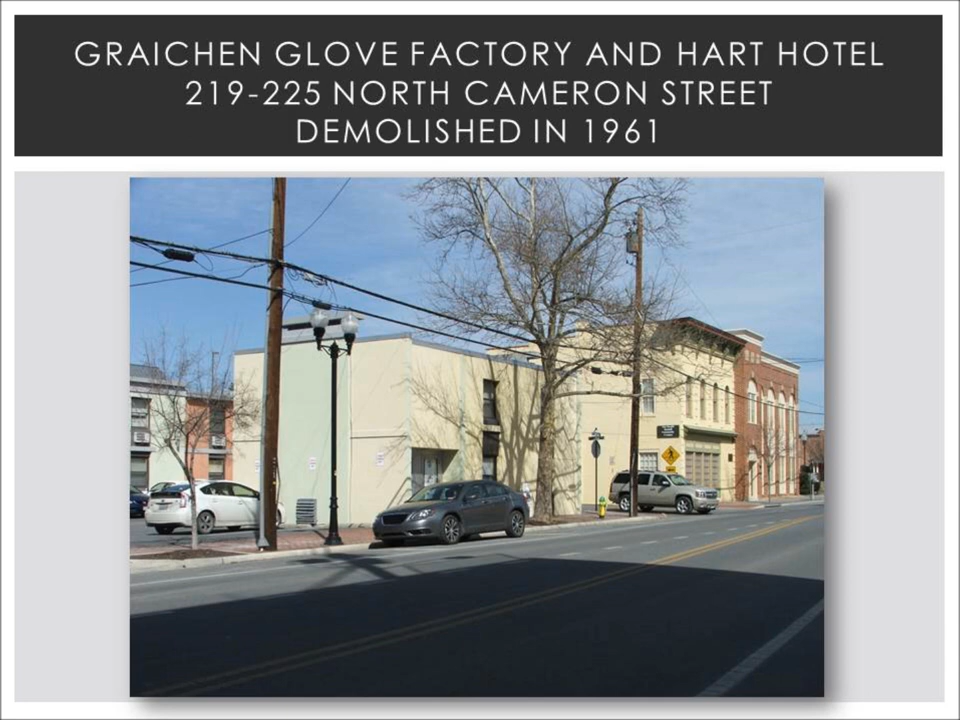 GRAICHEN GLOVE FACTORY AND HART HOTEL
219-225 NORTH CAMERON STREET
DEMOLISHED IN 1961